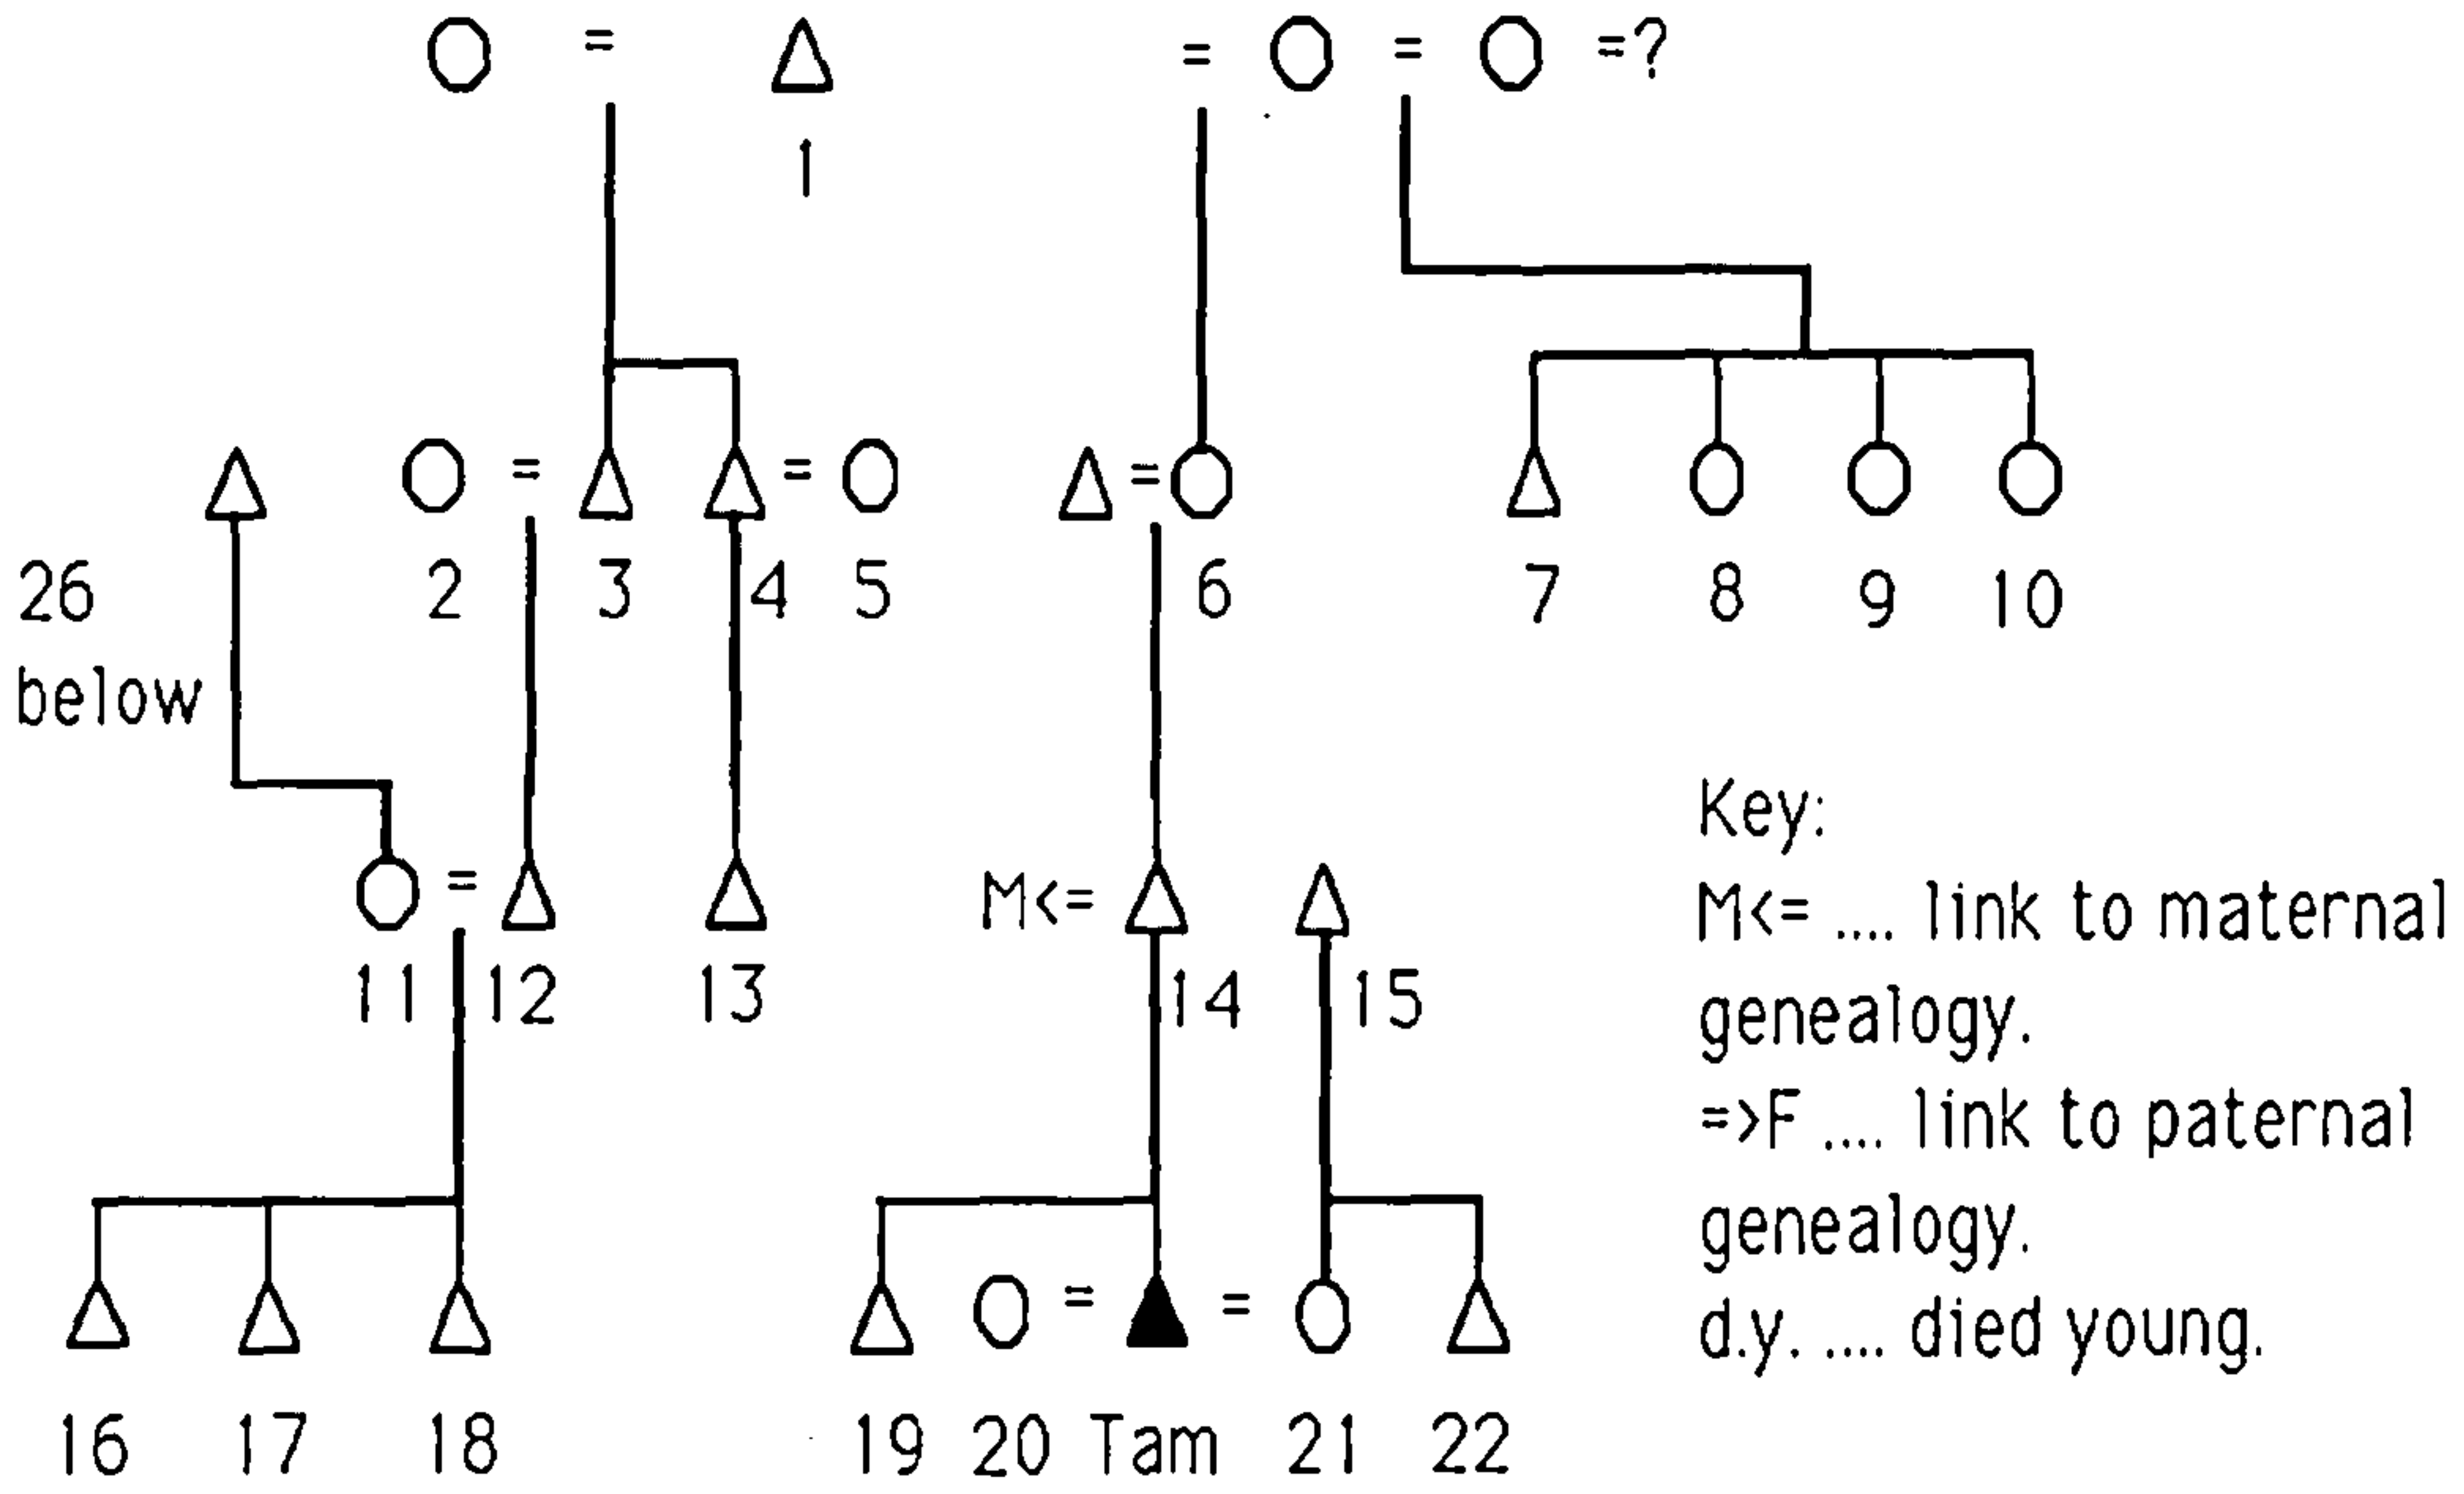 = = = =?
1
= = =
26 2 3 4 5 6 7 8 9 10
below
Key:
= M<= M<= .... link to maternal
11 12 13 14 15 genealogy.
=>F .... link to paternal
genealogy.
= = d.y. .... died young.
16 17 18 19 20 Tam 21 22